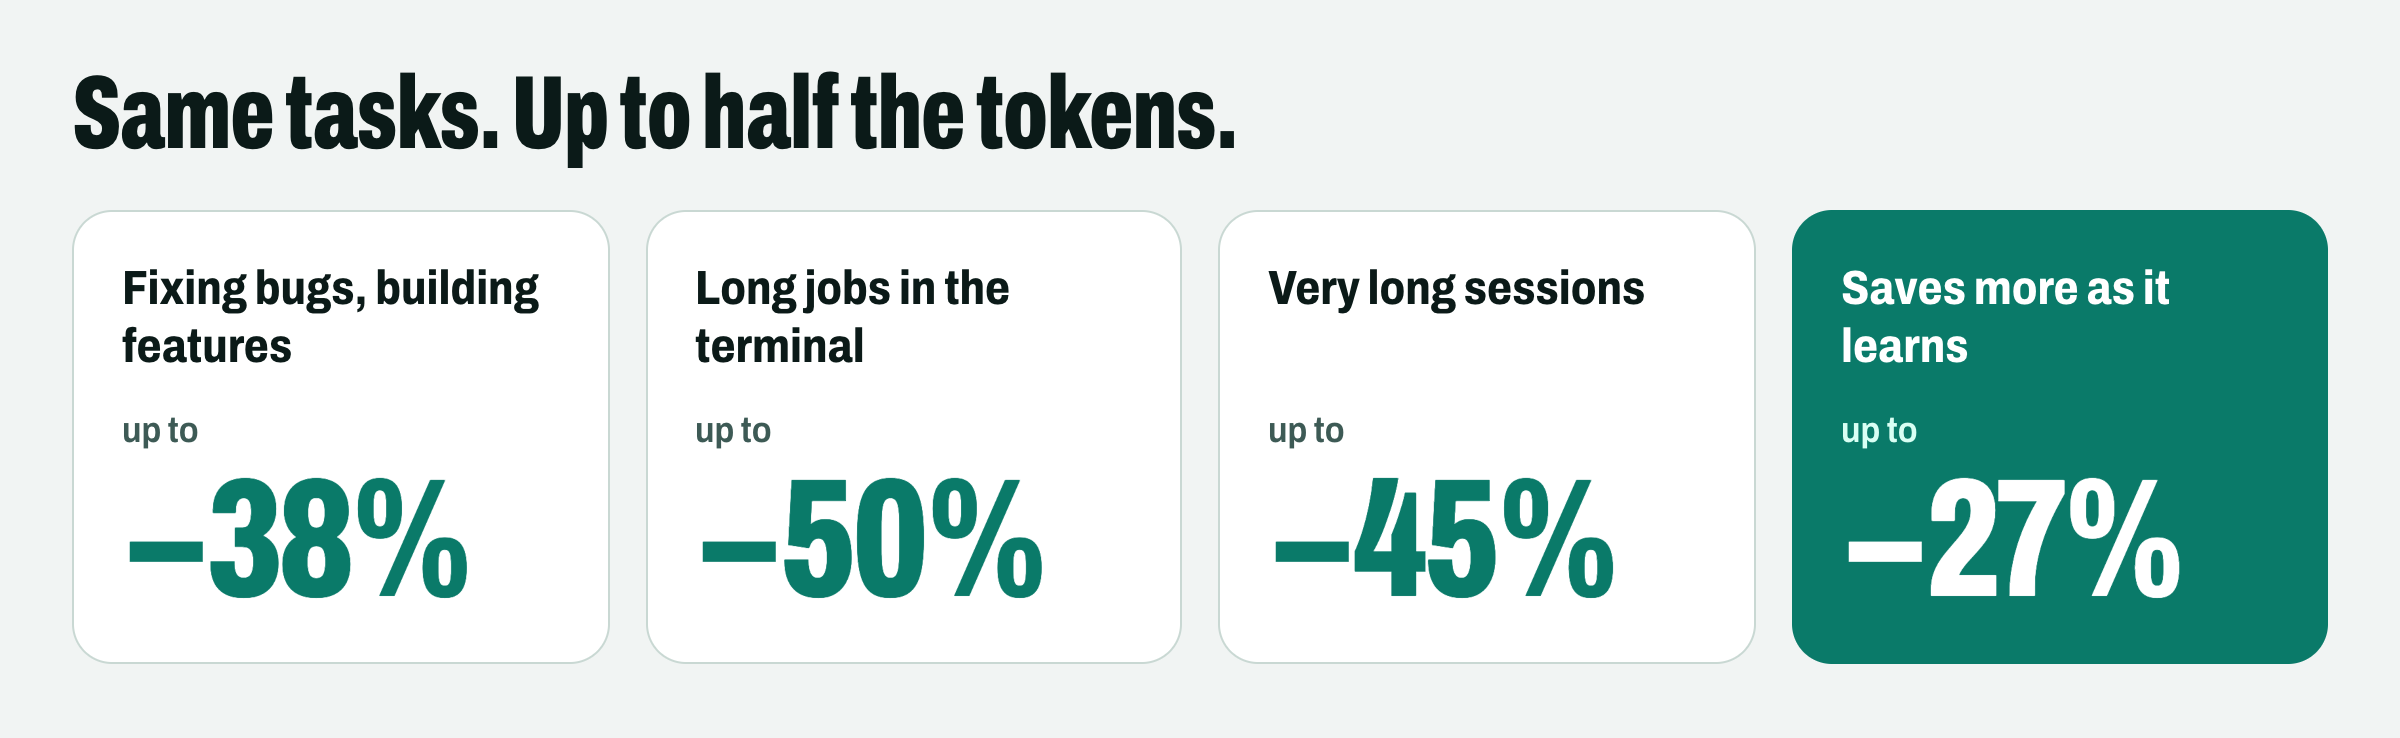 Same tasks. Up to half the tokens.
Fixing bugs, building
features
up to
–38%
Long jobs in the
terminal
up to
–50%
Very long sessions
up to
–45%
Saves more as it
learns
up to
–27%